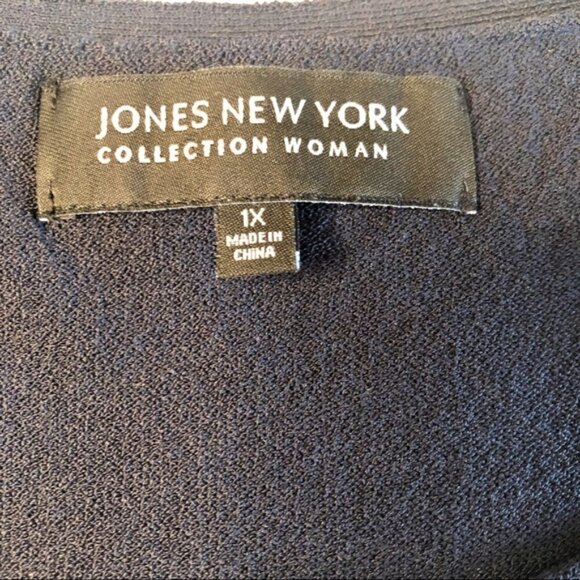 JONES NEW YORK
COLLECTION WOMAN
1X
MADE IN
CHINA